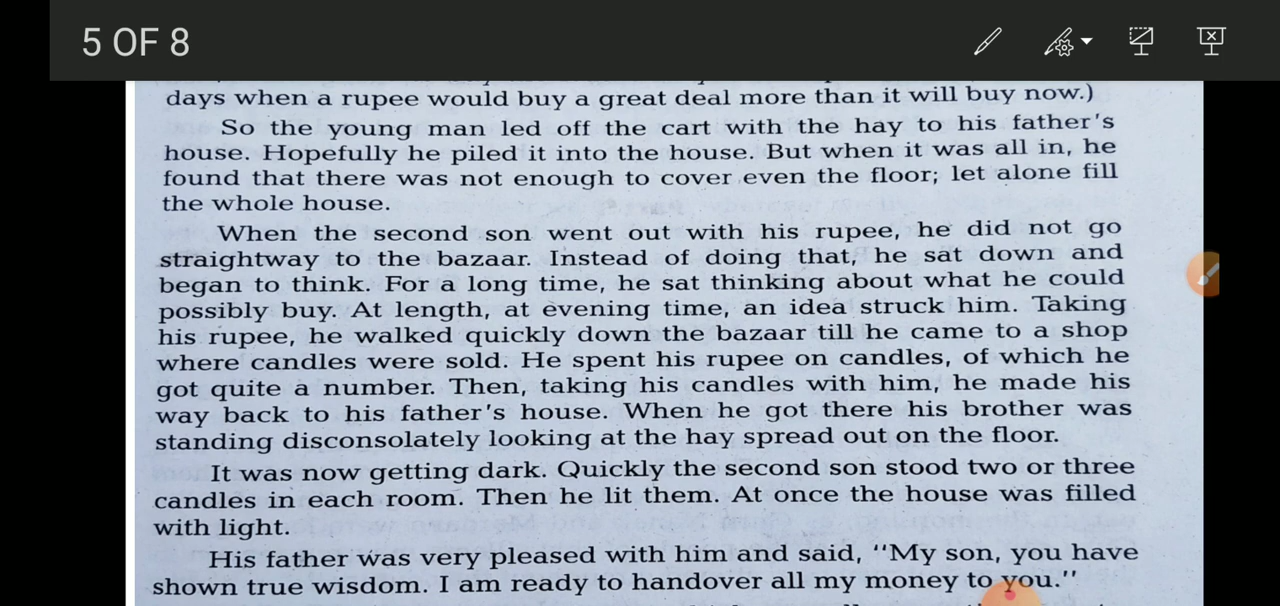 5 OF 8
days when a rupee would buy a great deal more than it will buy now.)
So the young man led off the cart with the hay to his father's
house. Hopefully he piled it into the house. But when it was all in, he
found that there was not enough to cover even the floor; let alone fill
the whole house.
When the second son went out with his rupee, he did not go
straightway to the bazaar. Instead of doing that, he sat down and
began to think. For a long time, he sat thinking about what he could
possibly buy. At length, at evening time, an idea struck him. Taking
his rupee, he walked quickly down the bazaar till he came to a shop
where candles were sold. He spent his rupee on candles, of which he
got quite a number. Then, taking his candles with him, he made his
way back to his father's house. When he got there his brother was
standing disconsolately looking at the hay spread out on the floor.
It was now getting dark. Quickly the second son stood two or three
candles in each room. Then he lit them. At once the house was filled
with light.
His father was very pleased with him and said, "My son, you have
shown true wisdom. I am ready to handover all my money to you."